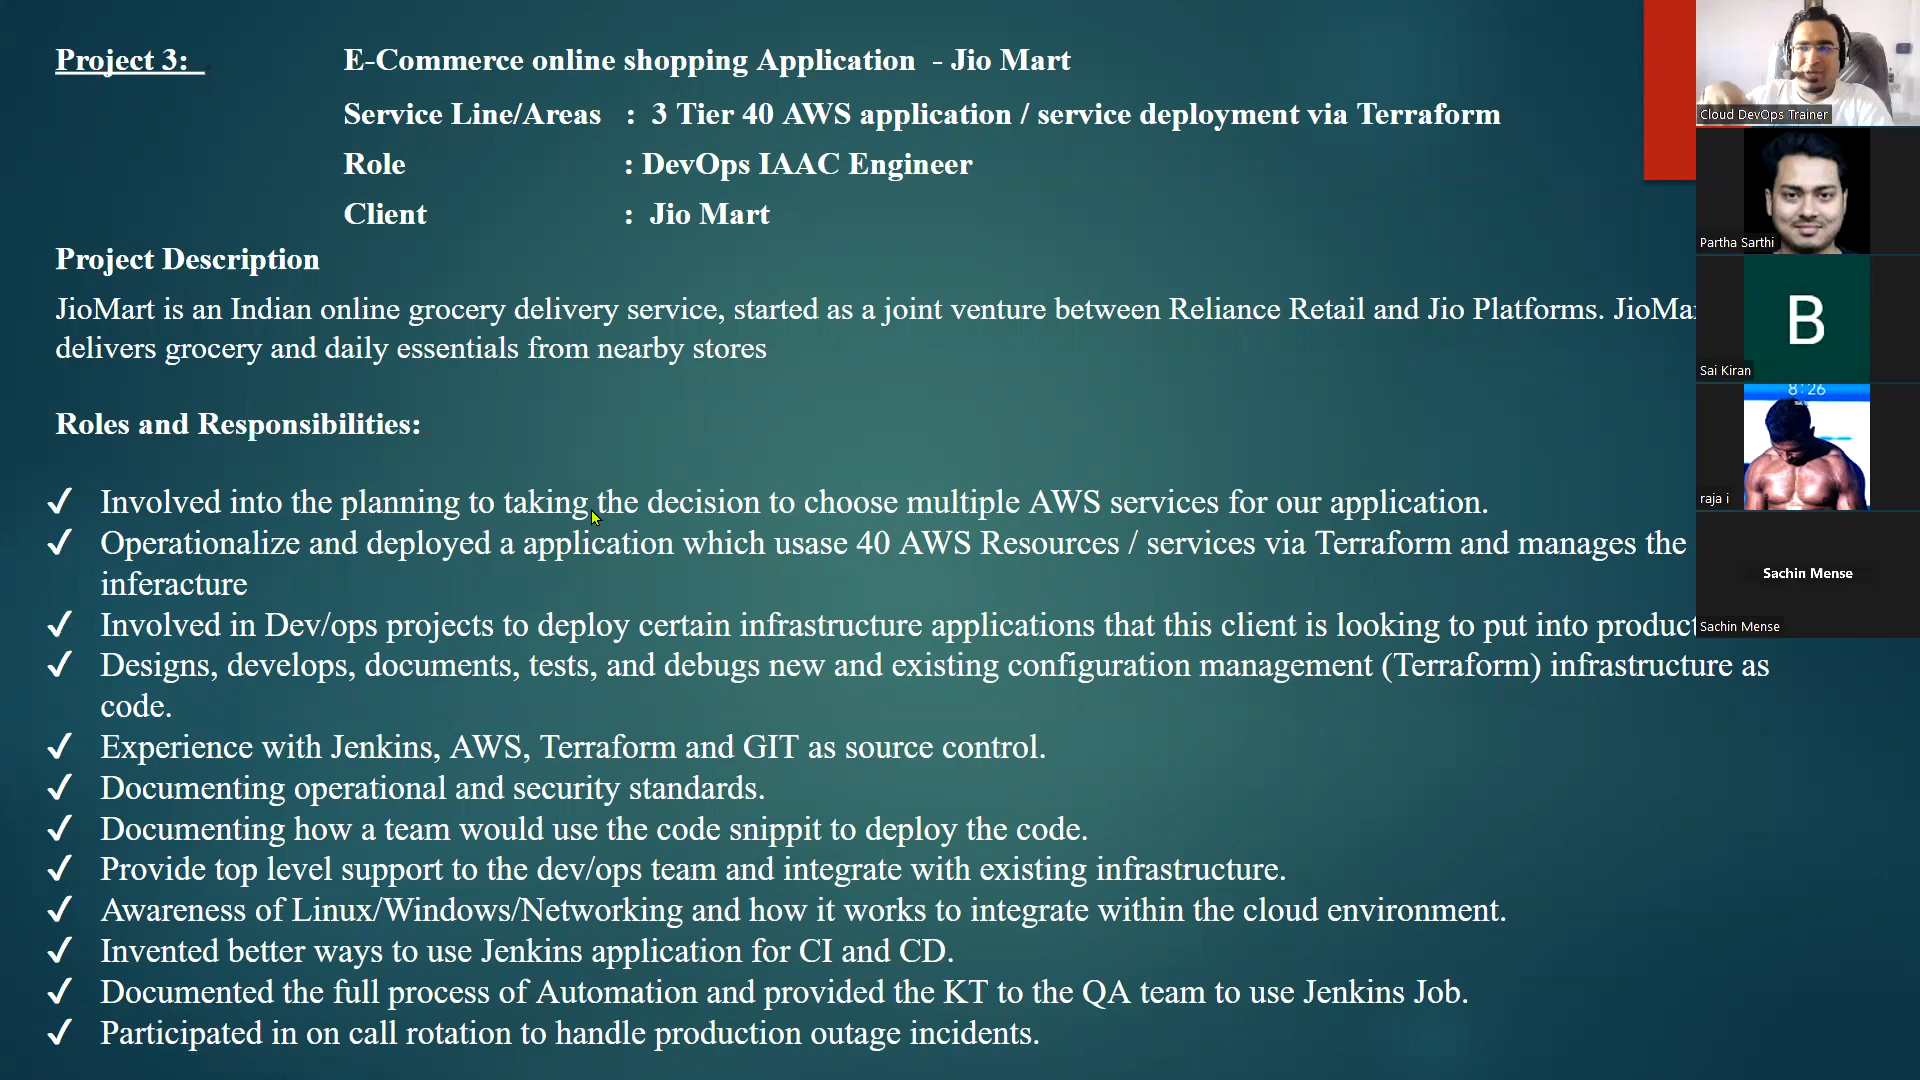 Project 3:
E-Commerce online shopping Application - Jio Mart
Service Line/Areas : 3 Tier 40 AWS application / service deployment via Terraform
Role : DevOps IAAC Engineer
Client : Jio Mart
Project Description
JioMart is an Indian online grocery delivery service, started as a joint venture between Reliance Retail and Jio Platforms.
delivers grocery and daily essentials from nearby stores
Roles and Responsibilities:
✓ Involved into the planning to taking the decision to choose multiple AWS services for our application.
✓ Operationalize and deployed a application which usase 40 AWS Resources / services via Terraform and manages the
inferacture
✓ Involved in Dev/ops projects to deploy certain infrastructure applications that this client is looking to put into
✓ Designs, develops, documents, tests, and debugs new and existing configuration management (Terraform) infrastructure as
code.
✓ Experience with Jenkins, AWS, Terraform and GIT as source control.
✓ Documenting operational and security standards.
✓ Documenting how a team would use the code snippit to deploy the code.
✓ Provide top level support to the dev/ops team and integrate with existing infrastructure.
✓ Awareness of Linux/Windows/Networking and how it works to integrate within the cloud environment.
✓ Invented better ways to use Jenkins application for CI and CD.
✓ Documented the full process of Automation and provided the KT to the QA team to use Jenkins Job.
✓ Participated in on call rotation to handle production outage incidents.
Cloud DevOps Trainer
Partha Sarthi
B
Sai Kiran
8:26
raja i
Sachin Mense
Sachin Mense